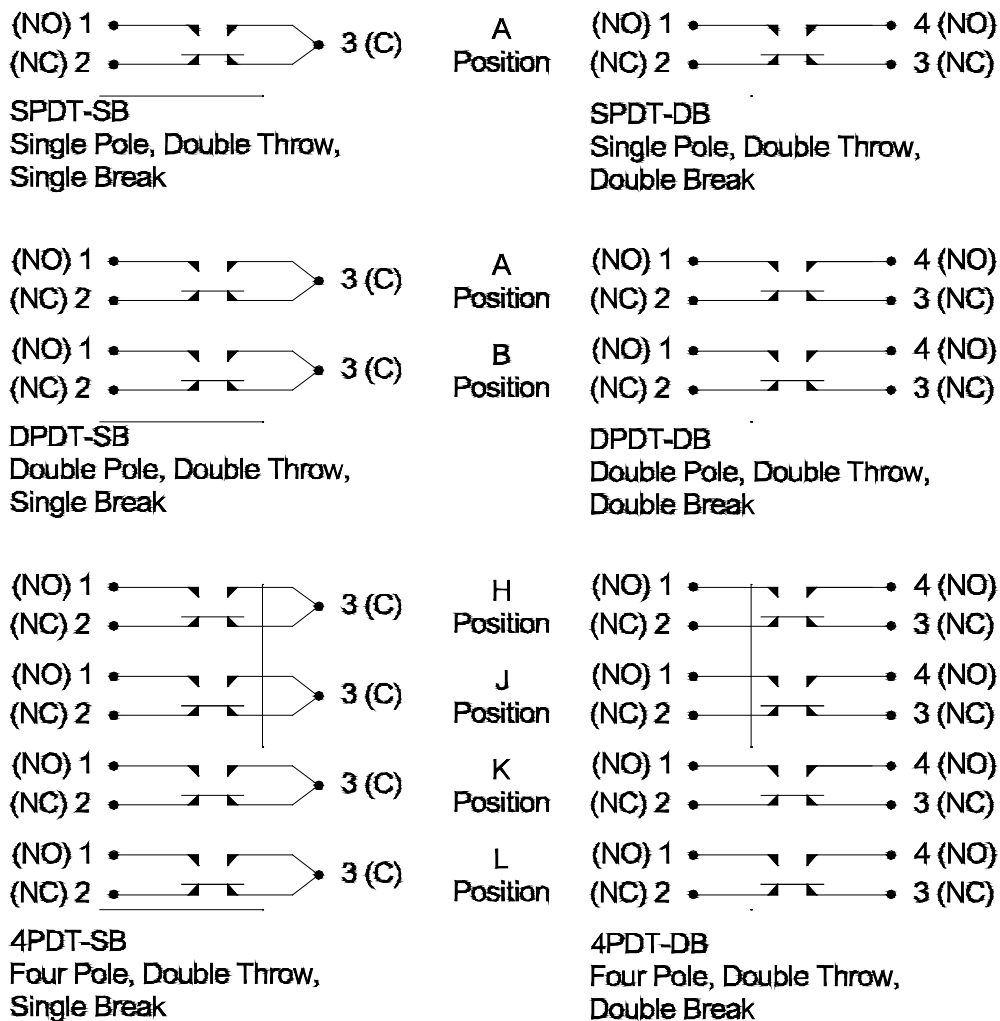 (NO) 1 3 (C) A (NO) 1 4 (NO)
(NC) 2 Position (NC) 2 3 (NC)
SPDT-SB
Single Pole, Double Throw,
Single Break
SPDT-DB
Single Pole, Double Throw,
Double Break
(NO) 1 3 (C) A (NO) 1 4 (NO)
(NC) 2 Position (NC) 2 3 (NC)
(NO) 1 3 (C) B (NO) 1 4 (NO)
(NC) 2 Position (NC) 2 3 (NC)
DPDT-SB
Double Pole, Double Throw,
Single Break
DPDT-DB
Double Pole, Double Throw,
Double Break
(NO) 1 3 (C) H (NO) 1 4 (NO)
(NC) 2 Position (NC) 2 3 (NC)
(NO) 1 3 (C) J (NO) 1 4 (NO)
(NC) 2 Position (NC) 2 3 (NC)
(NO) 1 3 (C) K (NO) 1 4 (NO)
(NC) 2 Position (NC) 2 3 (NC)
(NO) 1 3 (C) L (NO) 1 4 (NO)
(NC) 2 Position (NC) 2 3 (NC)
4PDT-SB
Four Pole, Double Throw,
Single Break
4PDT-DB
Four Pole, Double Throw,
Double Break